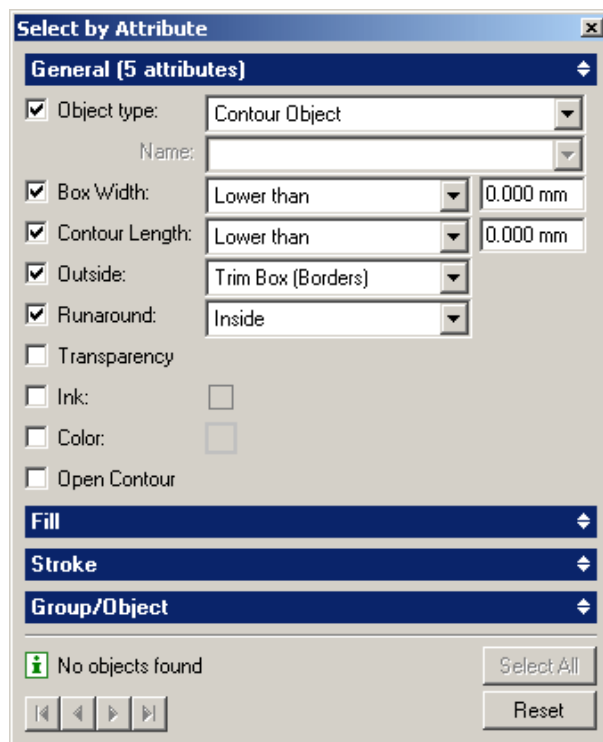 Select by Attribute
General (5 attributes)
Object type: Contour Object
Name:
Box Width: Lower than 0.000 mm
Contour Length: Lower than 0.000 mm
Outside: Trim Box (Borders)
Runaround: Inside
Transparency
Ink:
Color:
Open Contour
Fill
Stroke
Group/Object
No objects found Select All
Reset